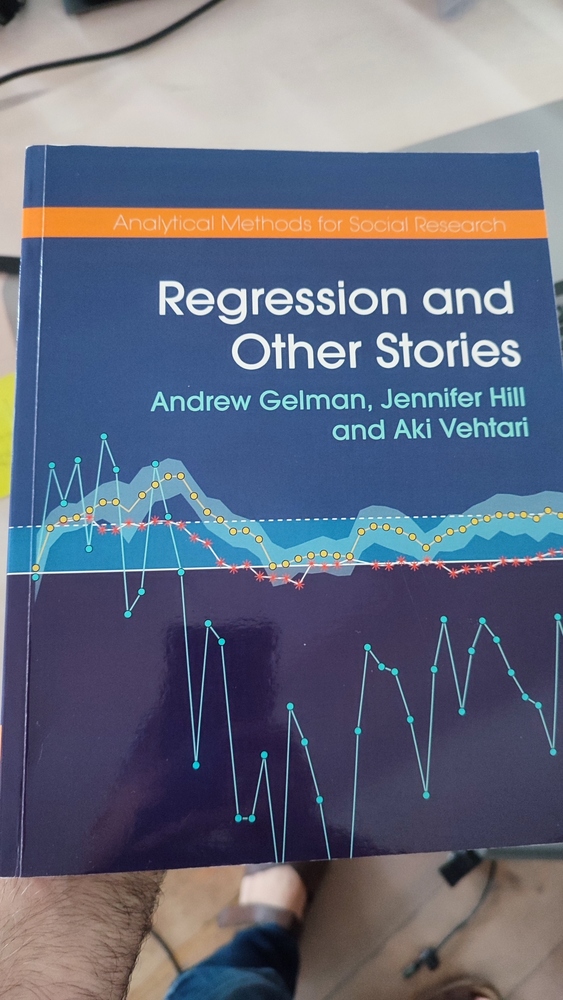 Analytical Methods for Social Research
Regression and
Other Stories
Andrew Gelman, Jennifer Hill
and Aki Vehtari